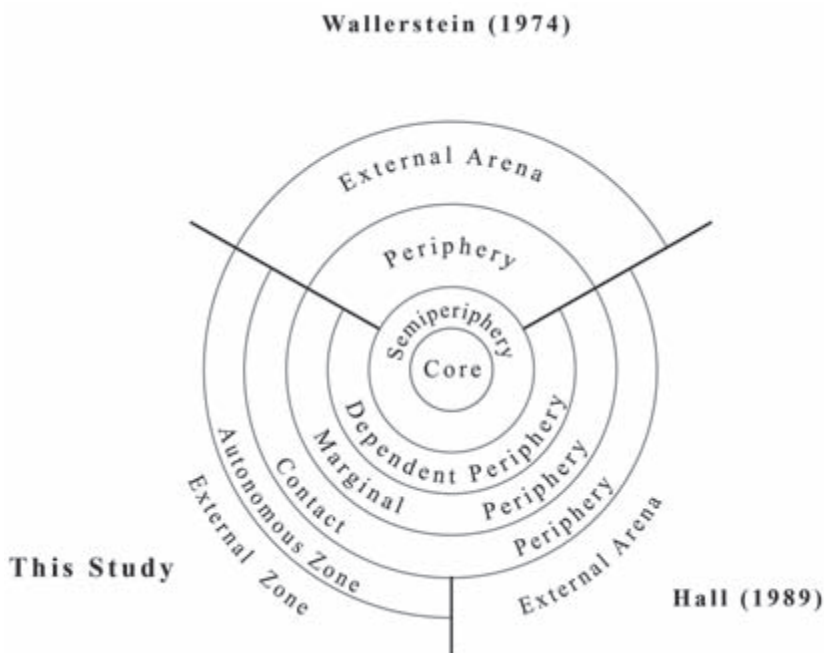 Wallerstein (1974)
External Arena
Periphery
Semiperiphery
Core
Dependent Periphery
Marginal Periphery
Contact Periphery
Autonomous Zone
External Zone
External Arena
This Study
Hall (1989)